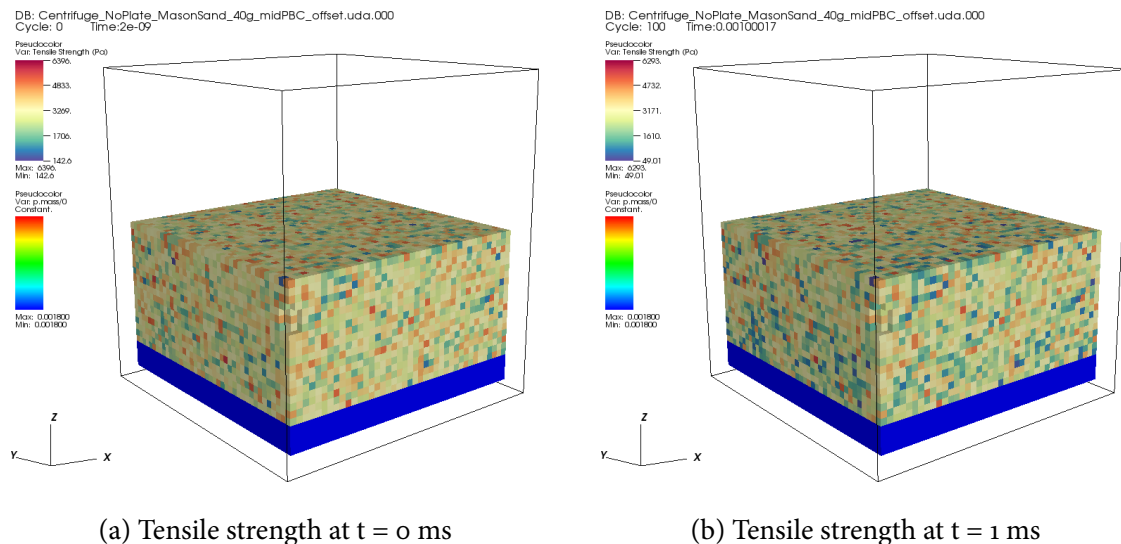 DB: Centrifuge_NoPlate_MasonSand_40g_midPBC_offset.uda.000
Cycle: 0 Time:2e-09
Pseudocolor
Var: Tensile Strength (Pa)
6396.
4833.
3269.
1706.
142.6
Max: 6396.
Min: 142.6
Pseudocolor
Var: p.mass/0
Constant.
Max: 0.001800
Min: 0.001800
Z
Y
X
(a) Tensile strength at t = 0 ms
DB: Centrifuge_NoPlate_MasonSand_40g_midPBC_offset.uda.000
Cycle: 100 Time:0.00100017
Pseudocolor
Var: Tensile Strength (Pa)
6293.
4732.
3171.
1610.
49.01
Max: 6293.
Min: 49.01
Pseudocolor
Var: p.mass/0
Constant.
Max: 0.001800
Min: 0.001800
Z
Y
X
(b) Tensile strength at t = 1 ms